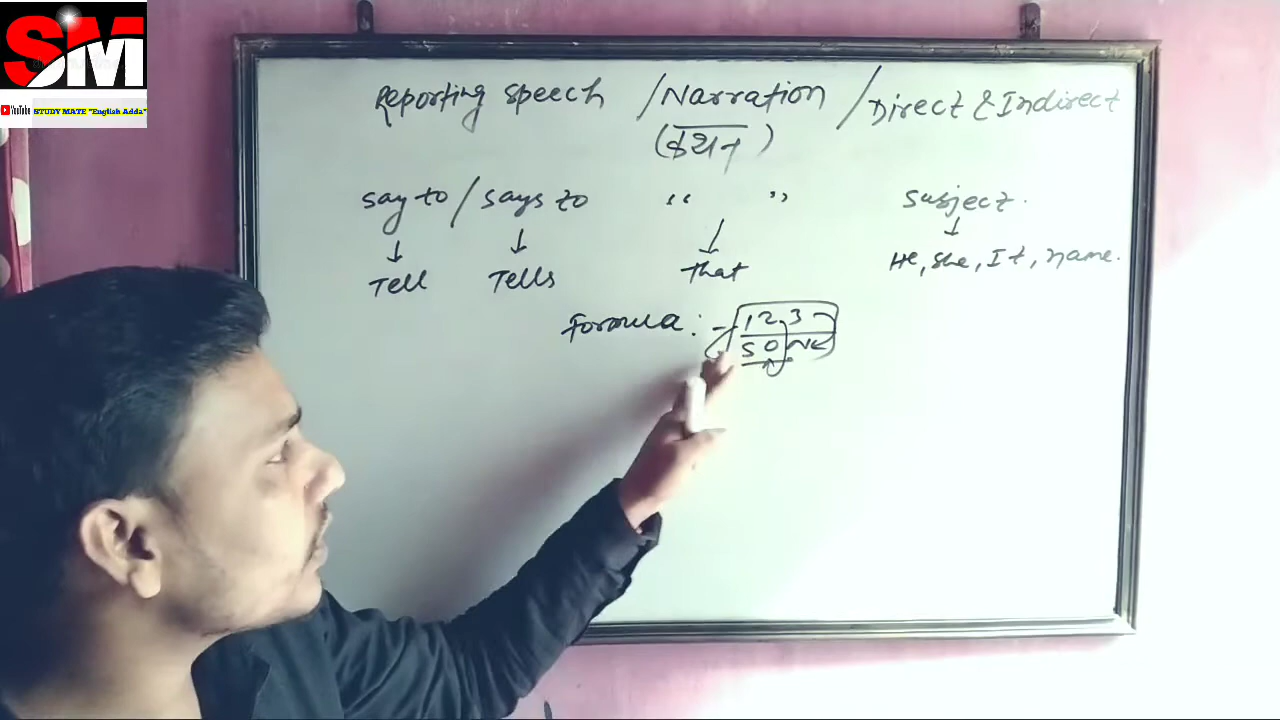 SM
YouTube STUDY MATE "English Adda"
Reporting speech / Narration / Direct & Indirect
(कथन)
Say to / Says to “ ” Subject.
↓ ↓ ↓ ↓
Tell Tells That He, She, It, name.
Formula: - 1 2 3
S O N